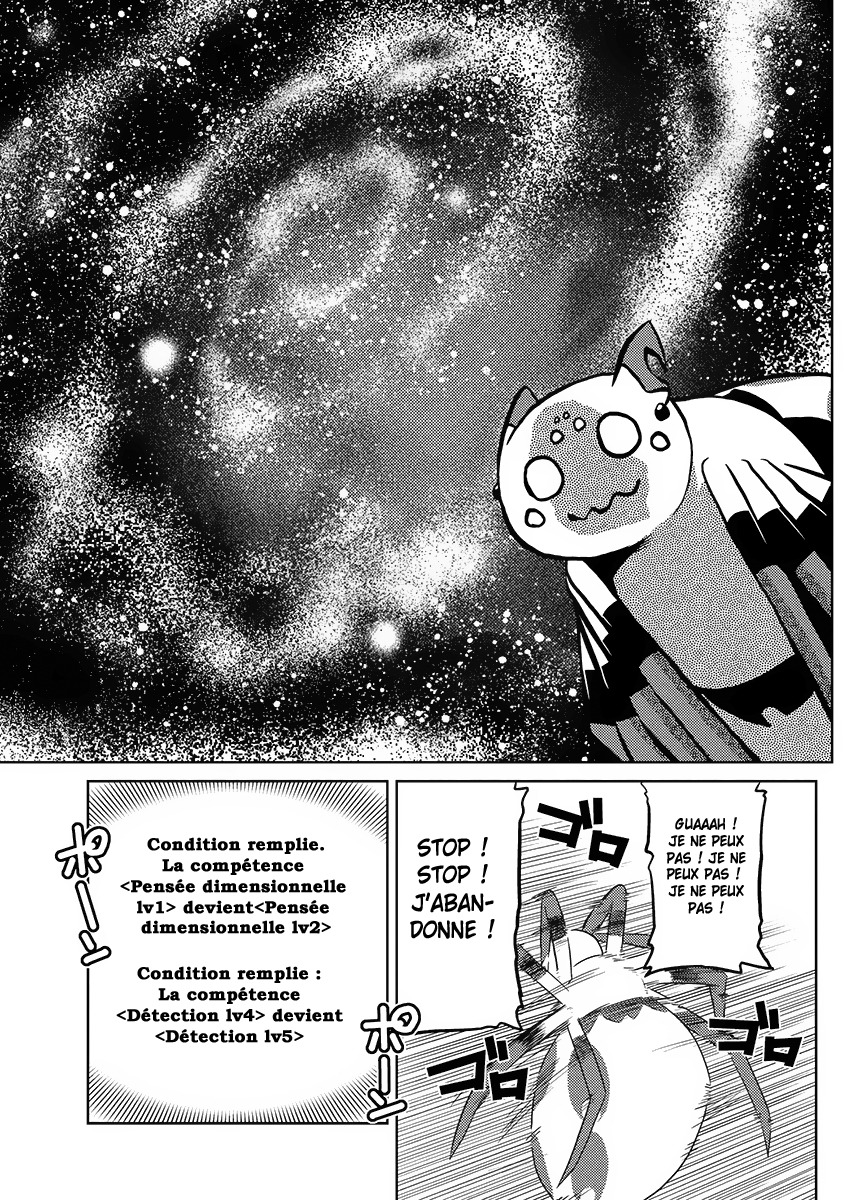 GUAAAH !
JE NE PEUX
PAS ! JE NE
PEUX PAS !
JE NE PEUX
PAS !
ゴロ
STOP !
STOP !
J'ABAN-
DONNE !
ゴロ
ゴロ
Condition remplie.
La compétence
<Pensée dimensionnelle
lv1> devient<Pensée
dimensionnelle lv2>
Condition remplie :
La compétence
<Détection lv4> devient
<Détection lv5>
ポーン
ポーン